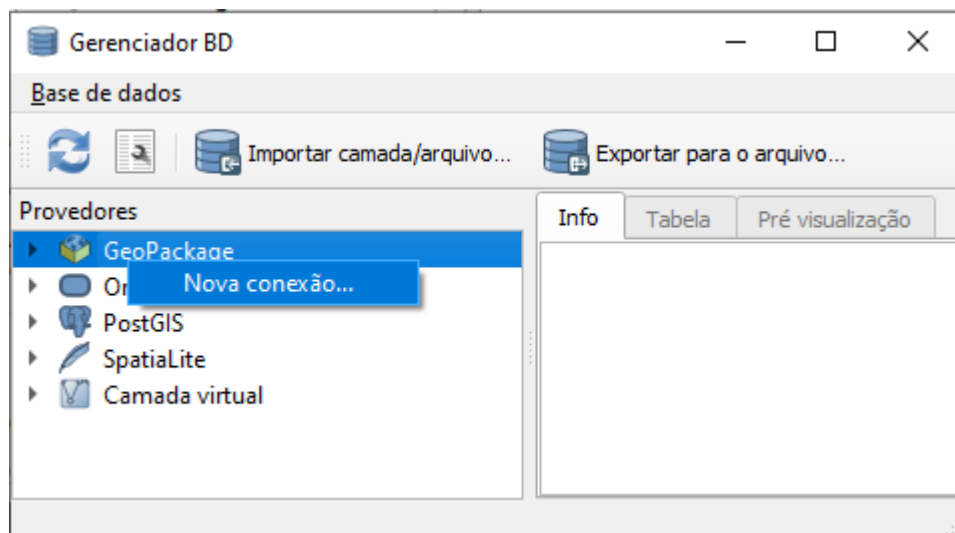 Gerenciador BD
Base de dados
Importar camada/arquivo...
Exportar para o arquivo...
Provedores
Info
Tabela
Pré visualização
GeoPackage
Nova conexão...
PostGIS
SpatiaLite
Camada virtual